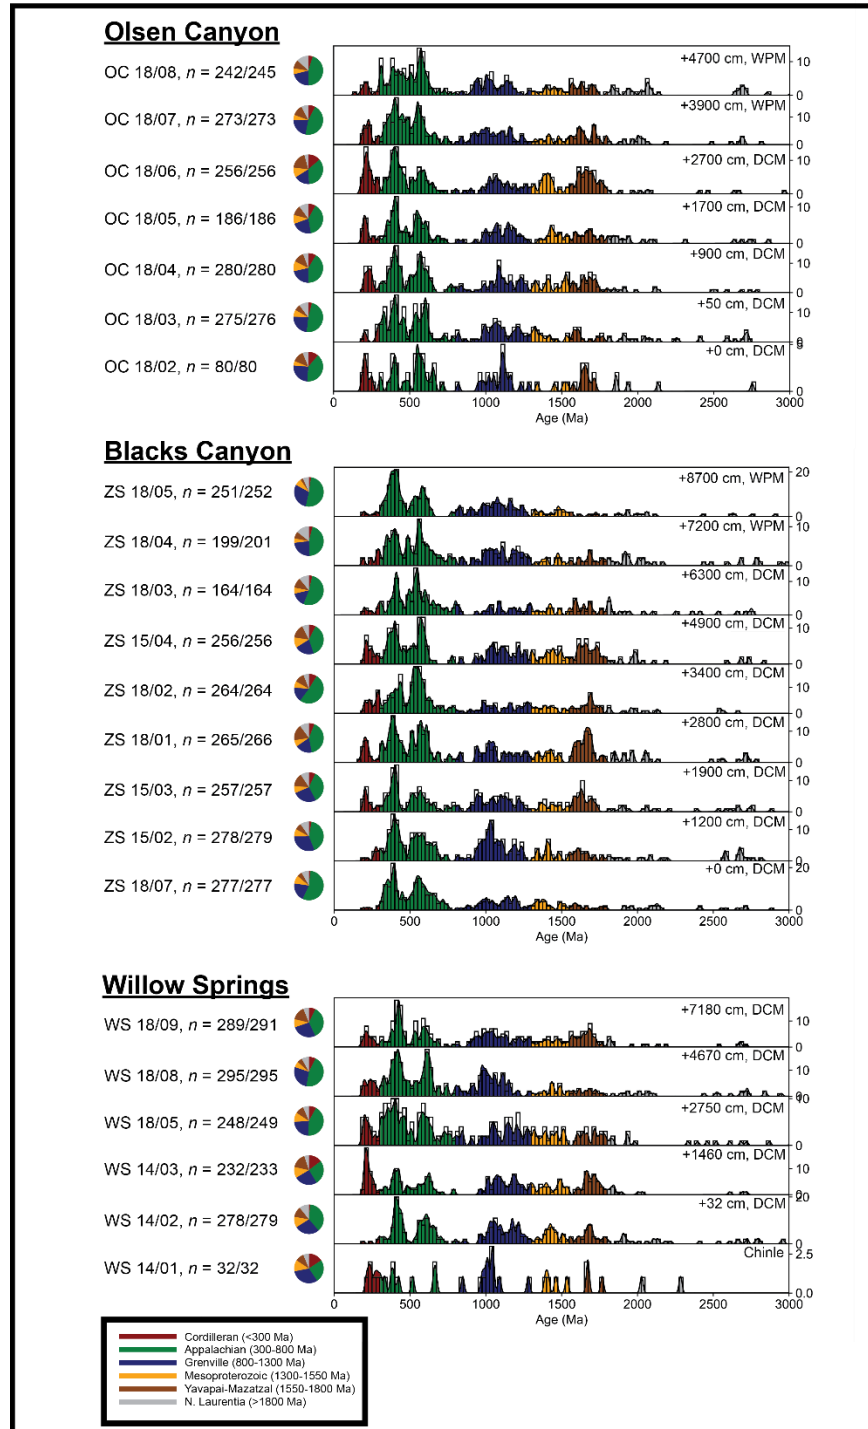 Olsen Canyon
OC 18/08, n = 242/245
+4700 cm, WPM
10
0
OC 18/07, n = 273/273
+3900 cm, WPM
10
0
OC 18/06, n = 256/256
+2700 cm, DCM
10
0
OC 18/05, n = 186/186
+1700 cm, DCM
10
0
OC 18/04, n = 280/280
+900 cm, DCM
10
0
OC 18/03, n = 275/276
+50 cm, DCM
10
0
OC 18/02, n = 80/80
+0 cm, DCM
0
0 500 1000 1500 2000 2500 3000
Age (Ma)
Blacks Canyon
ZS 18/05, n = 251/252
+8700 cm, WPM
20
0
ZS 18/04, n = 199/201
+7200 cm, WPM
10
0
ZS 18/03, n = 164/164
+6300 cm, DCM
10
0
ZS 15/04, n = 256/256
+4900 cm, DCM
10
0
ZS 18/02, n = 264/264
+3400 cm, DCM
10
0
ZS 18/01, n = 265/266
+2800 cm, DCM
10
0
ZS 15/03, n = 257/257
+1900 cm, DCM
10
0
ZS 15/02, n = 278/279
+1200 cm, DCM
10
0
ZS 18/07, n = 277/277
+0 cm, DCM
20
0
0 500 1000 1500 2000 2500 3000
Age (Ma)
Willow Springs
WS 18/09, n = 289/291
+7180 cm, DCM
10
0
WS 18/08, n = 295/295
+4670 cm, DCM
10
WS 18/05, n = 248/249
+2750 cm, DCM
0
WS 14/03, n = 232/233
+1460 cm, DCM
10
WS 14/02, n = 278/279
+32 cm, DCM
0
WS 14/01, n = 32/32
Chinle
2.5
0.0
0 500 1000 1500 2000 2500 3000
Age (Ma)
Cordilleran (<300 Ma)
Appalachian (300-800 Ma)
Grenville (800-1300 Ma)
Mesoproterozoic (1300-1550 Ma)
Yavapai-Mazatzal (1550-1800 Ma)
N. Laurentia (>1800 Ma)